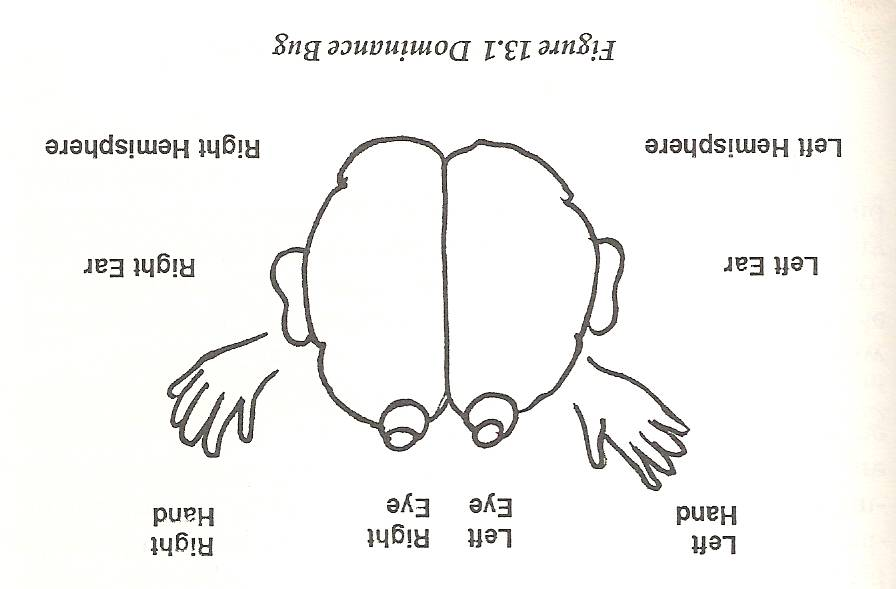 Left Hand
Left Eye
Right Eye
Right Hand
Left Ear
Right Ear
Left Hemisphere
Right Hemisphere
Figure 13.1 Dominance Bug